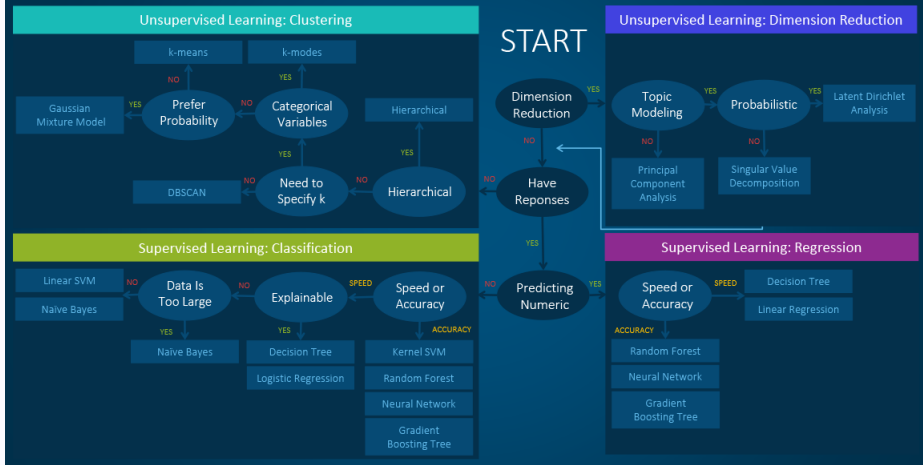 Unsupervised Learning: Clustering
START
Unsupervised Learning: Dimension Reduction
k-means
k-modes
NO
YES
Gaussian
Mixture Model
YES
Prefer
Probability
NO
Categorical
Variables
Hierarchical
YES
YES
DBSCAN
NO
Need to
Specify k
NO
Hierarchical
NO
Dimension
Reduction
YES
NO
Have
Reponses
YES
Topic
Modeling
YES
Probabilistic
YES
Latent Dirichlet
Analysis
NO
NO
Principal
Component
Analysis
Singular Value
Decomposition
Supervised Learning: Classification
Supervised Learning: Regression
Linear SVM
Naïve Bayes
NO
Data Is
Too Large
NO
Explainable
SPEED
Speed or
Accuracy
NO
Predicting
Numeric
YES
Speed or
Accuracy
SPEED
Decision Tree
Linear Regression
YES
YES
ACCURACY
ACCURACY
Naïve Bayes
Decision Tree
Logistic Regression
Kernel SVM
Random Forest
Neural Network
Gradient
Boosting Tree
Random Forest
Neural Network
Gradient
Boosting Tree